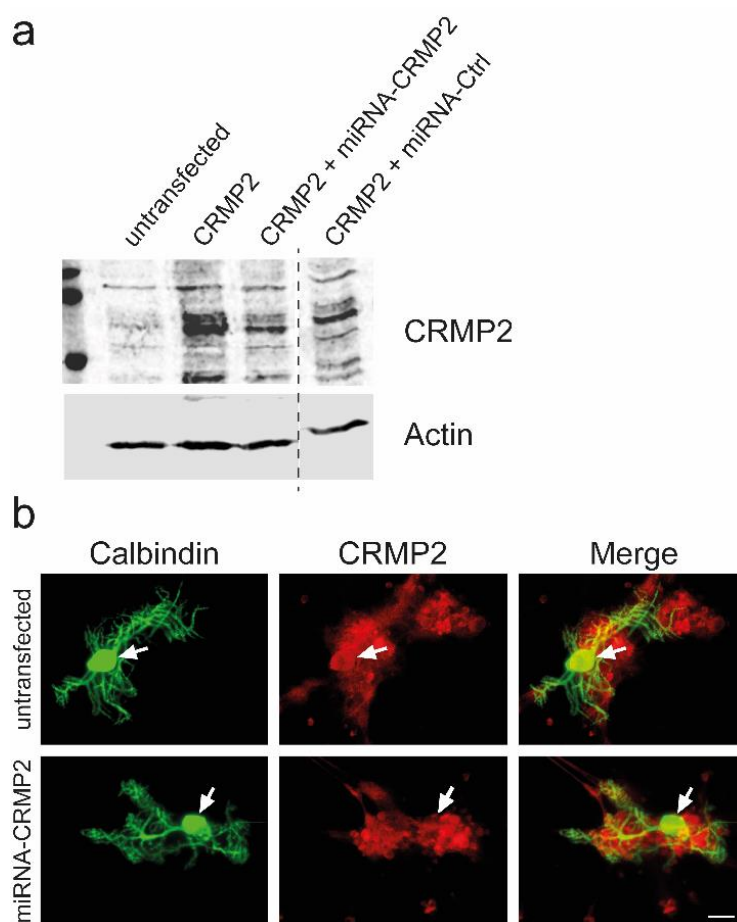 a
untransfected
CRMP2
CRMP2 + miRNA-CRMP2
CRMP2 + miRNA-Ctrl
CRMP2
Actin
b
Calbindin
CRMP2
Merge
untransfected
miRNA-CRMP2